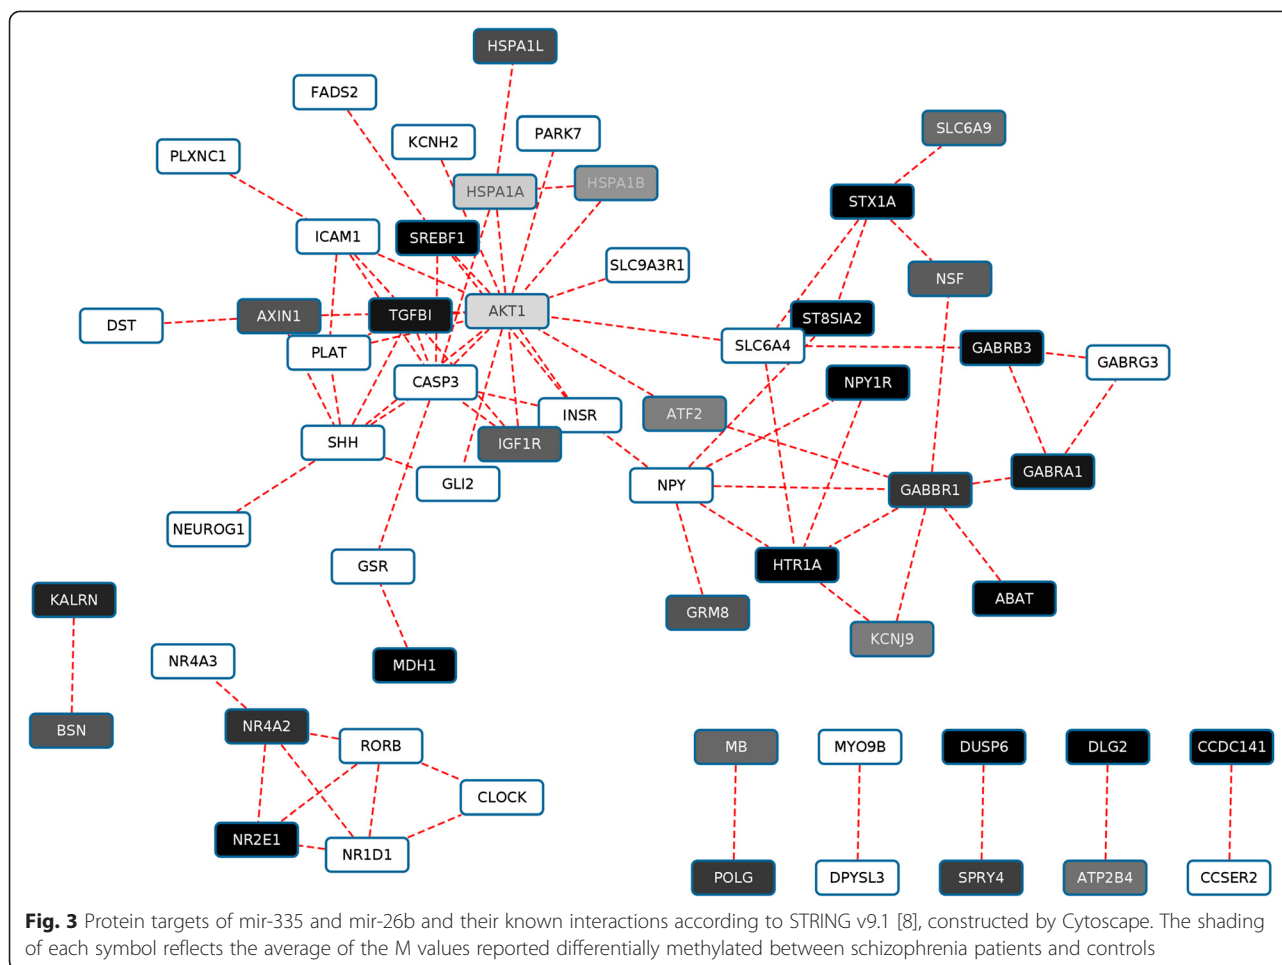 HSPA1L
FADS2
KCNH2
PARK7
SLC6A9
PLXNC1
HSPA1A
HSPA1B
STX1A
ICAM1
SREBF1
SLC9A3R1
NSF
DST
AXIN1
TGFBI
AKT1
ST8SIA2
PLAT
SLC6A4
GABRB3
GABRG3
CASP3
NPY1R
INSR
ATF2
SHH
IGF1R
GLI2
NPY
GABBR1
GABRA1
NEUROG1
GSR
HTR1A
KALRN
GRM8
ABAT
KCNJ9
NR4A3
MDH1
BSN
NR4A2
RORB
MB
MYO9B
DUSP6
DLG2
CCDC141
CLOCK
NR2E1
NR1D1
POLG
DPYSL3
SPRY4
ATP2B4
CCSER2
Fig. 3 Protein targets of mir-335 and mir-26b and their known interactions according to STRING v9.1 [8], constructed by Cytoscape. The shading
of each symbol reflects the average of the M values reported differentially methylated between schizophrenia patients and controls